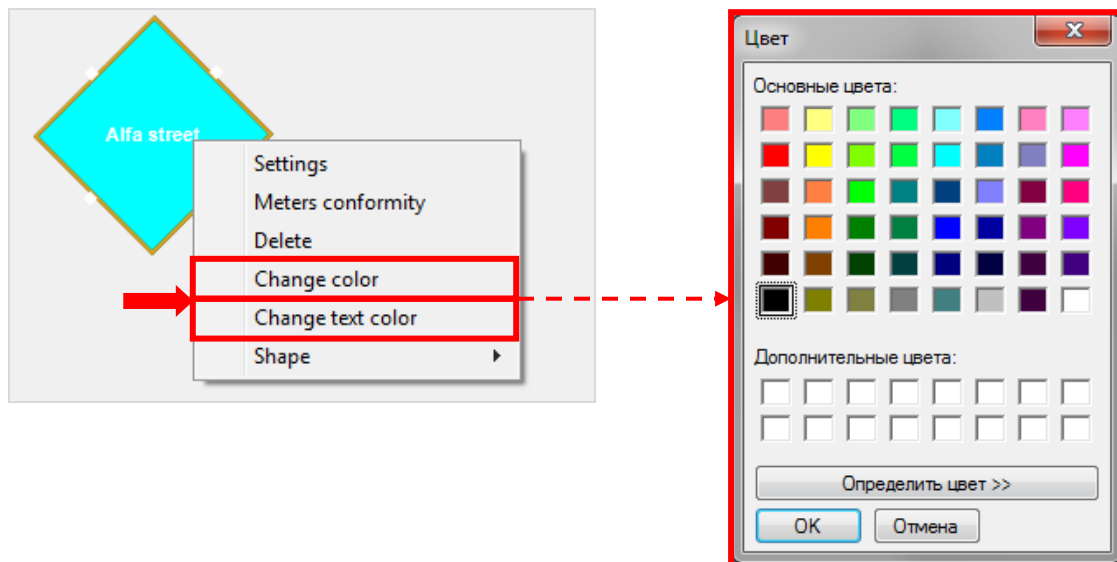 Alfa street
Settings
Meters conformity
Delete
Change color
Change text color
Shape
Цвет
Основные цвета:
Дополнительные цвета:
Определить цвет >>
OK
Отмена